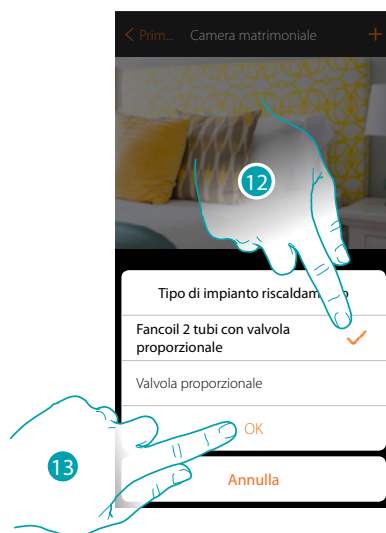 Prim... Camera matrimoniale +
12
Tipo di impianto riscaldam o
Fancoil 2 tubi con valvola
proporzionale
Valvola proporzionale
OK
13
Annulla